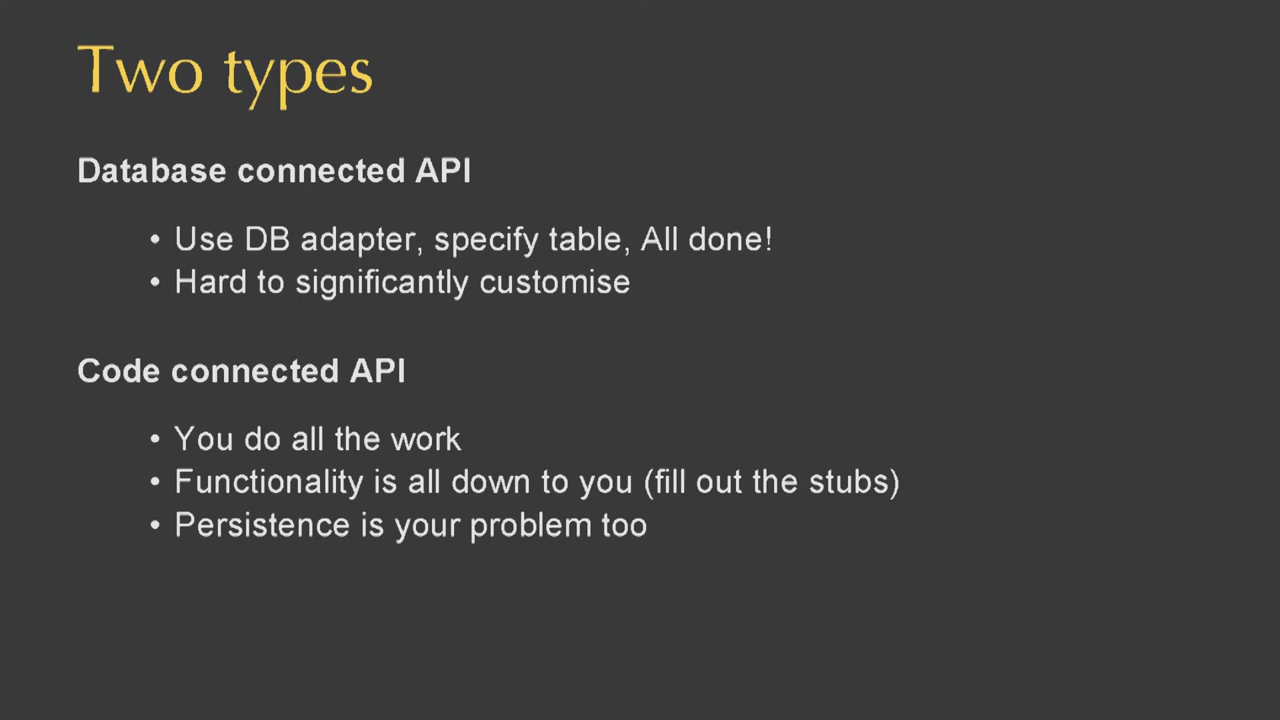 Two types
Database connected API
• Use DB adapter, specify table, All done!
• Hard to significantly customise
Code connected API
• You do all the work
• Functionality is all down to you (fill out the stubs)
• Persistence is your problem too